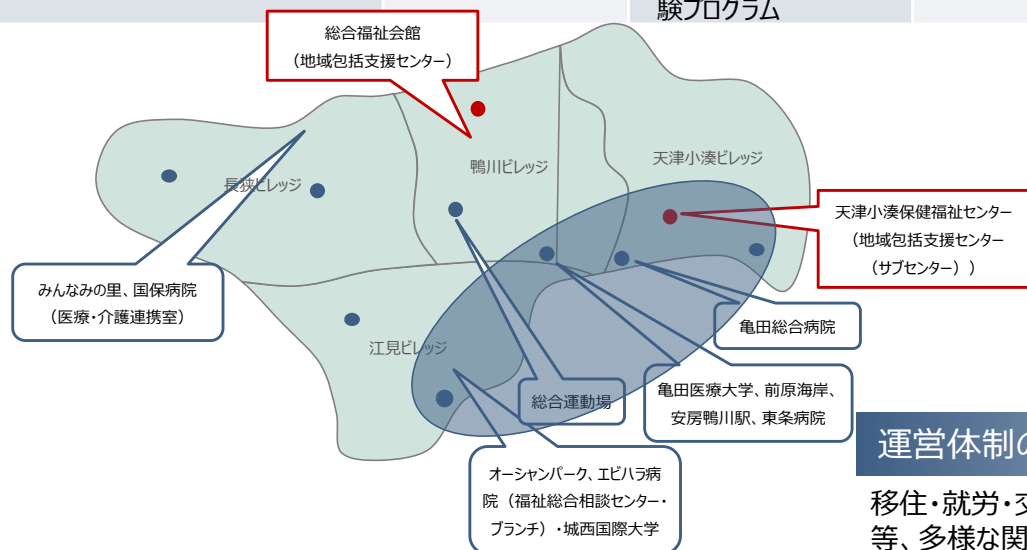 験プログラム
総合福祉会館
（地域包括支援センター）
鴨川ビレッジ
天津小湊ビレッジ
長狭ビレッジ
天津小湊保健福祉センター
（地域包括支援センター
（サブセンター））
みんなみの里、国保病院
（医療・介護連携室）
亀田総合病院
江見ビレッジ
総合運動場
亀田医療大学、前原海岸、
安房鴨川駅、東条病院
オーシャンパーク、エビハラ病
院（福祉総合相談センター・
ブランチ）・城西国際大学
運営体制の
移住・就労・交
等、多様な関